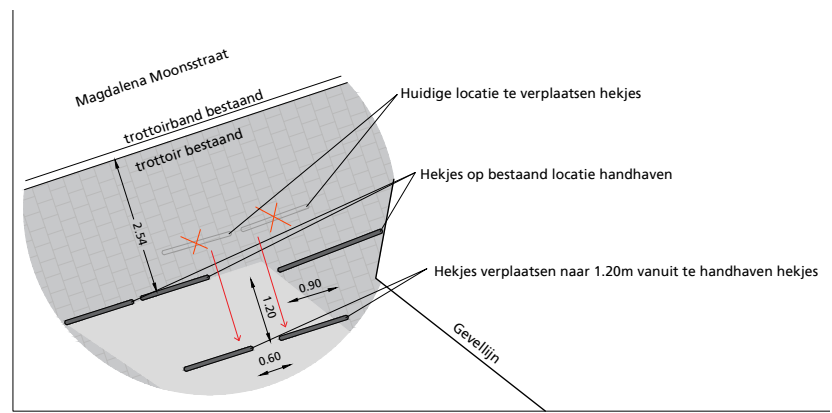 Magdalena Moonsstraat
trottoirband bestaand
trottoir bestaand
Huidige locatie te verplaatsen hekjes
Hekjes op bestaand locatie handhaven
2.54
Hekjes verplaatsen naar 1.20m vanuit te handhaven hekjes
0.90
1.20
0.60
Gevellijn